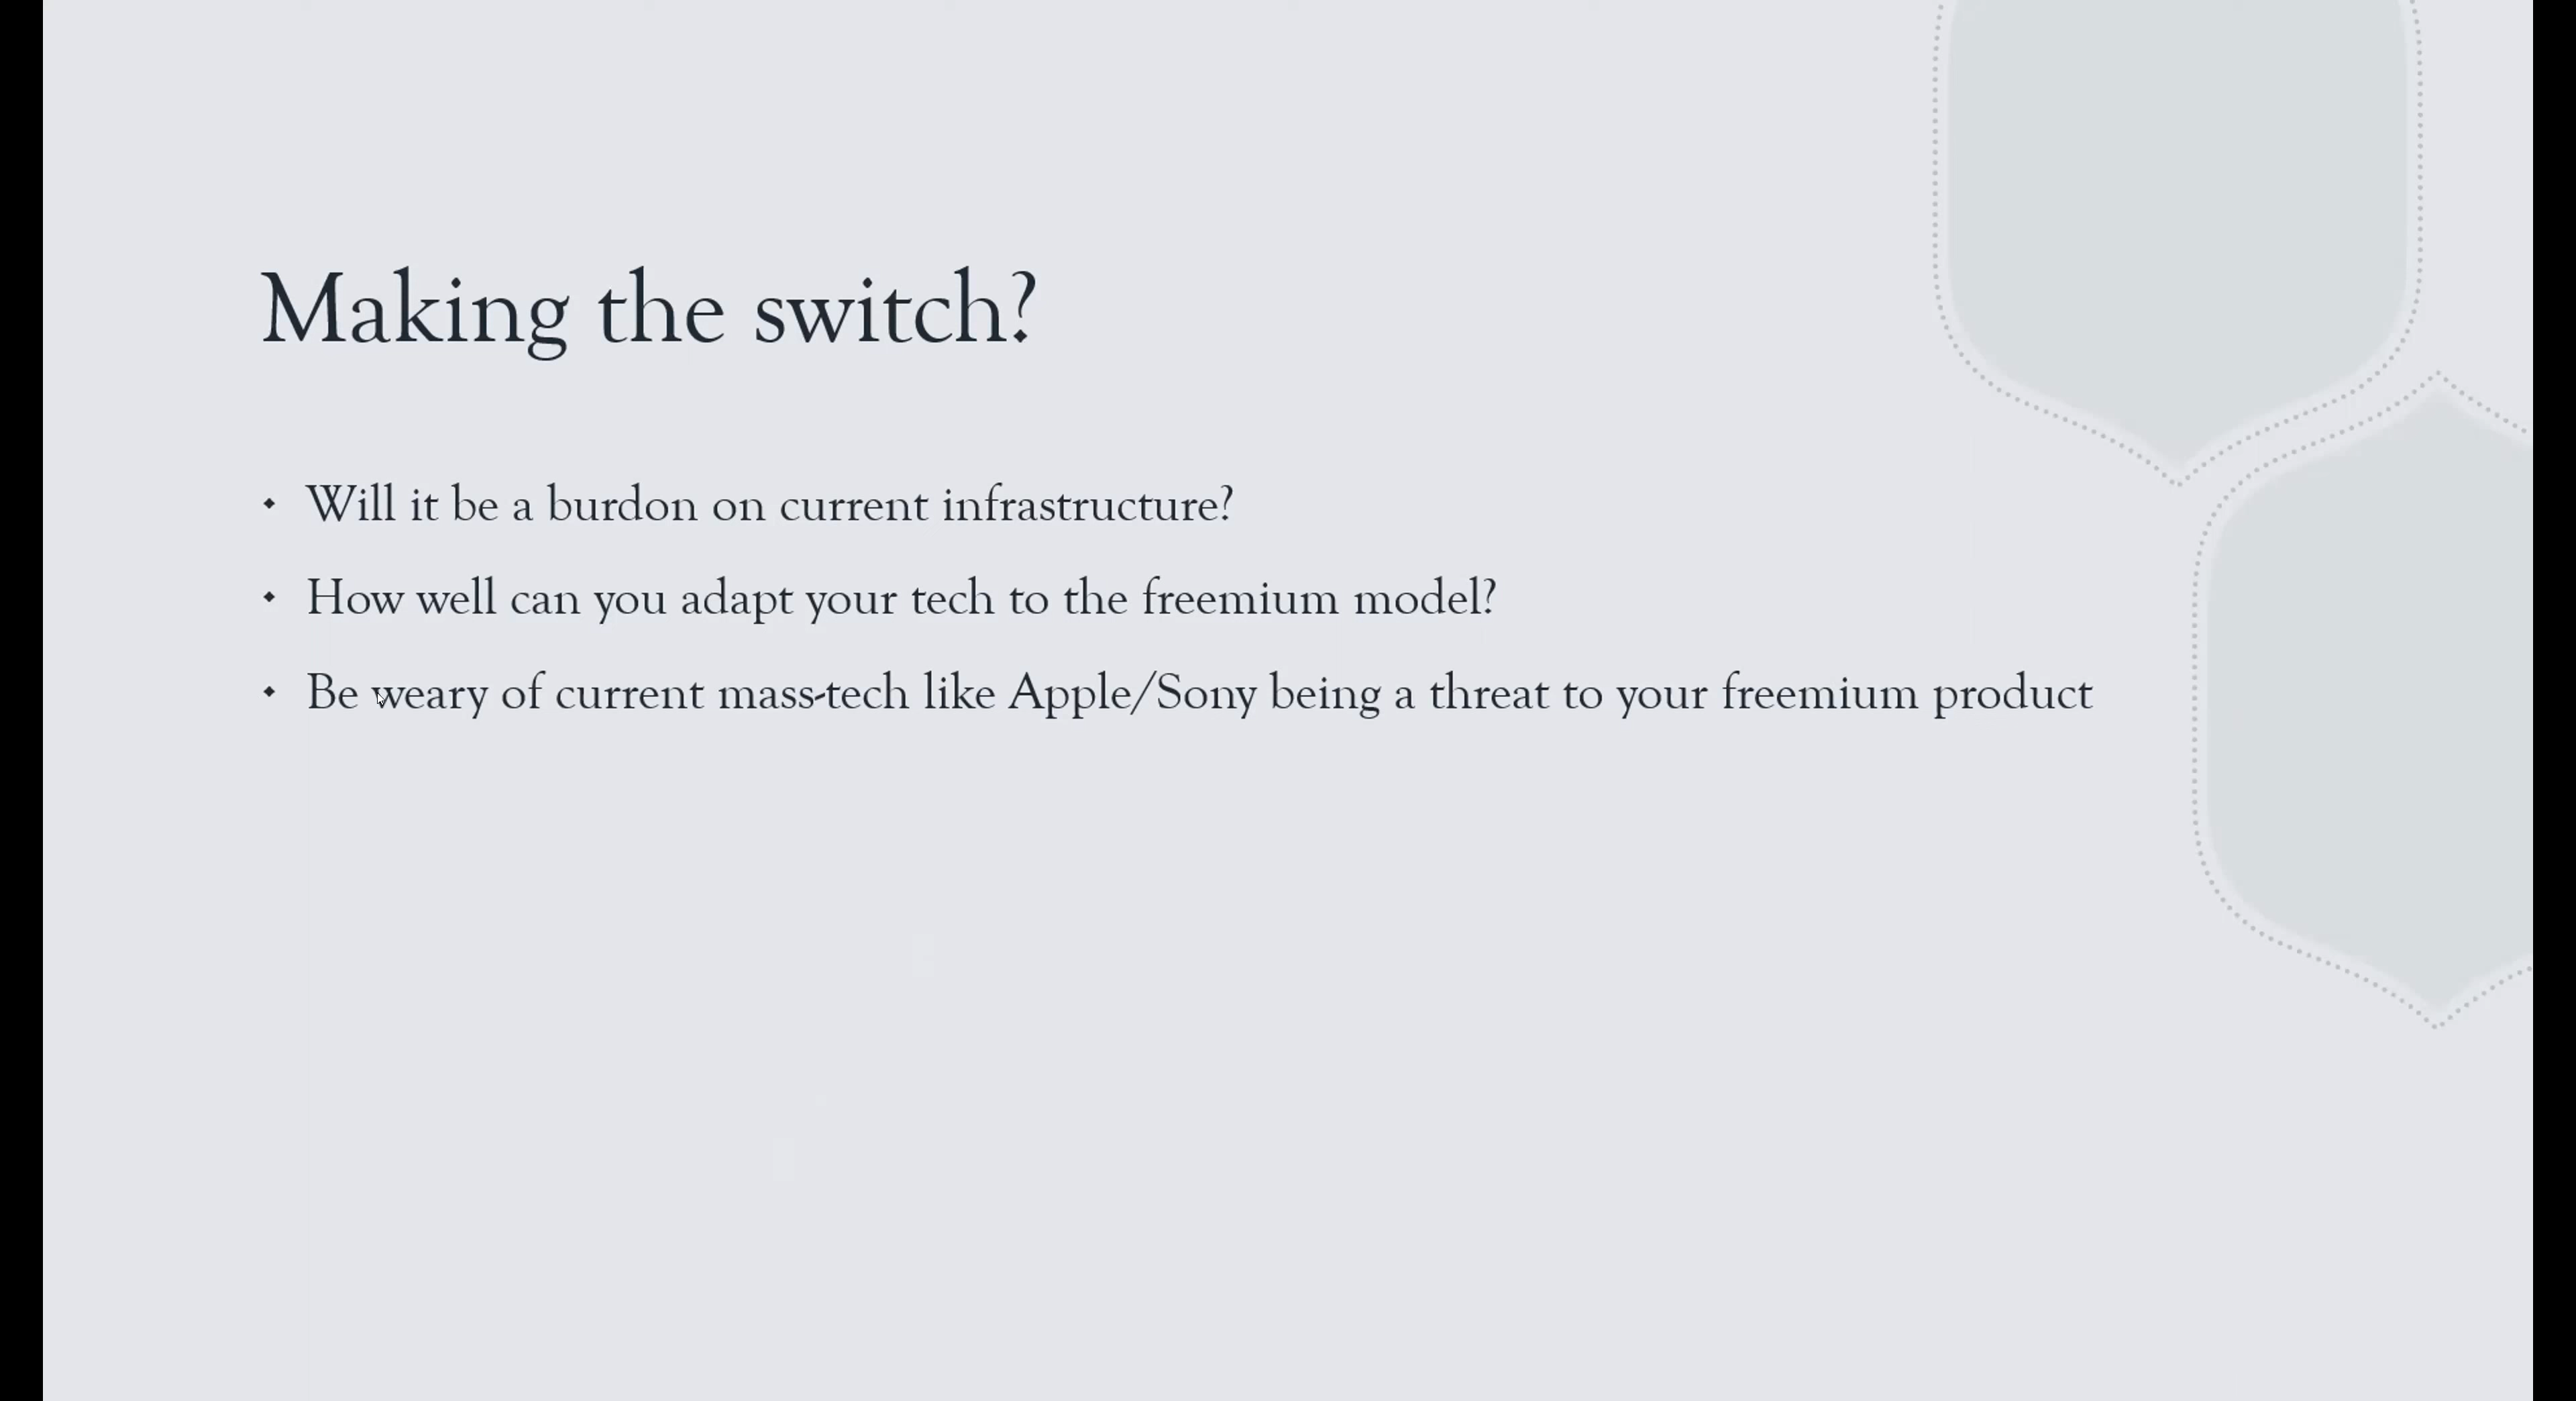 Making the switch?
• Will it be a burdon on current infrastructure?
• How well can you adapt your tech to the freemium model?
• Be weary of current mass-tech like Apple/Sony being a threat to your freemium product